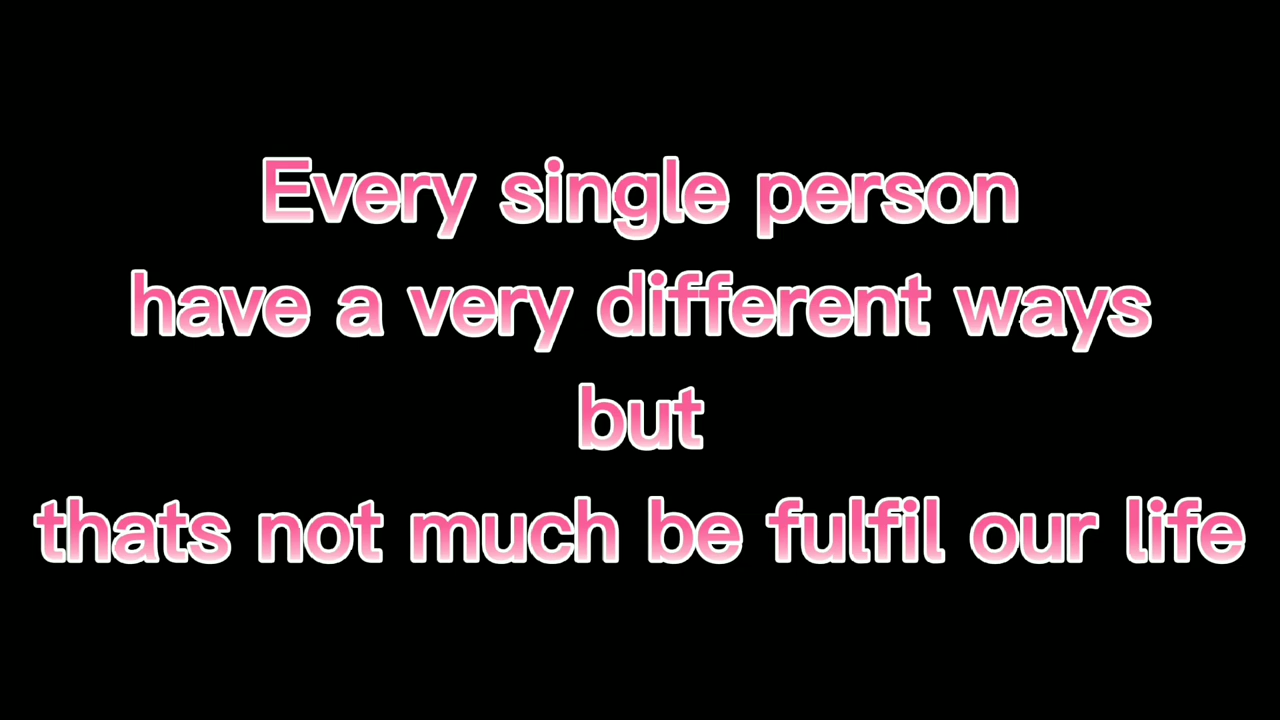 Every single person
have a very different ways
but
thats not much be fulfil our life